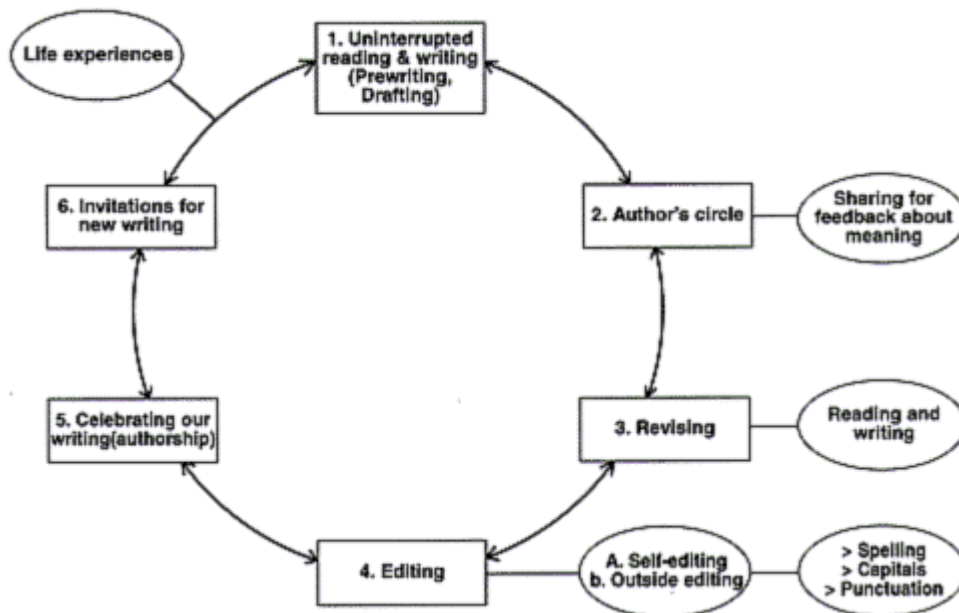 Life experiences
1. Uninterrupted
reading & writing
(Prewriting,
Drafting)
6. Invitations for
new writing
2. Author's circle
Sharing for
feedback about
meaning
5. Celebrating our
writing(authorship)
3. Revising
Reading and
writing
4. Editing
A. Self-editing
b. Outside editing
> Spelling
> Capitals
> Punctuation